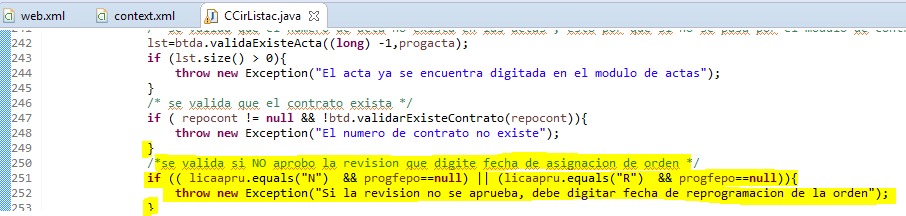 web.xml context.xml CCirListac.java
242 lst=btda.validaExisteActa((long) -1,progacta);
243 if (lst.size() > 0){
244 throw new Exception("El acta ya se encuentra digitada en el modulo de actas");
245 }
246 /* se valida que el contrato exista */
247 if ( repocont != null && !btd.validarExisteContrato(repocont)){
248 throw new Exception("El numero de contrato no existe");
249 }
250 /*se valida si NO aprobo la revision que digite fecha de asignacion de orden */
251 if (( licaapru.equals("N") && progfepo==null) || (licaapru.equals("R") && progfepo==null)){
252 throw new Exception("Si la revision no se aprueba, debe digitar fecha de reprogramacion de la orden");
253 }